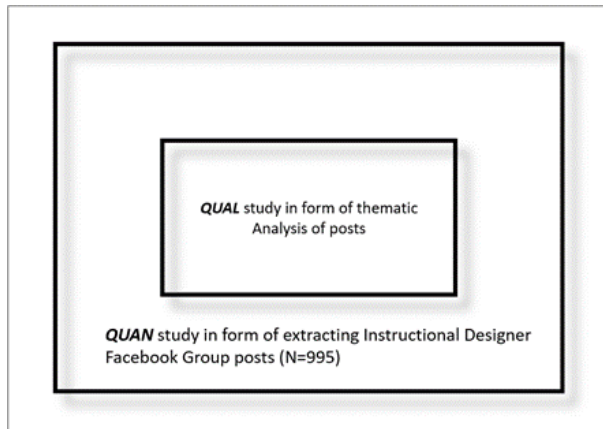 QUAL study in form of thematic
Analysis of posts
QUAN study in form of extracting Instructional Designer
Facebook Group posts (N=995)